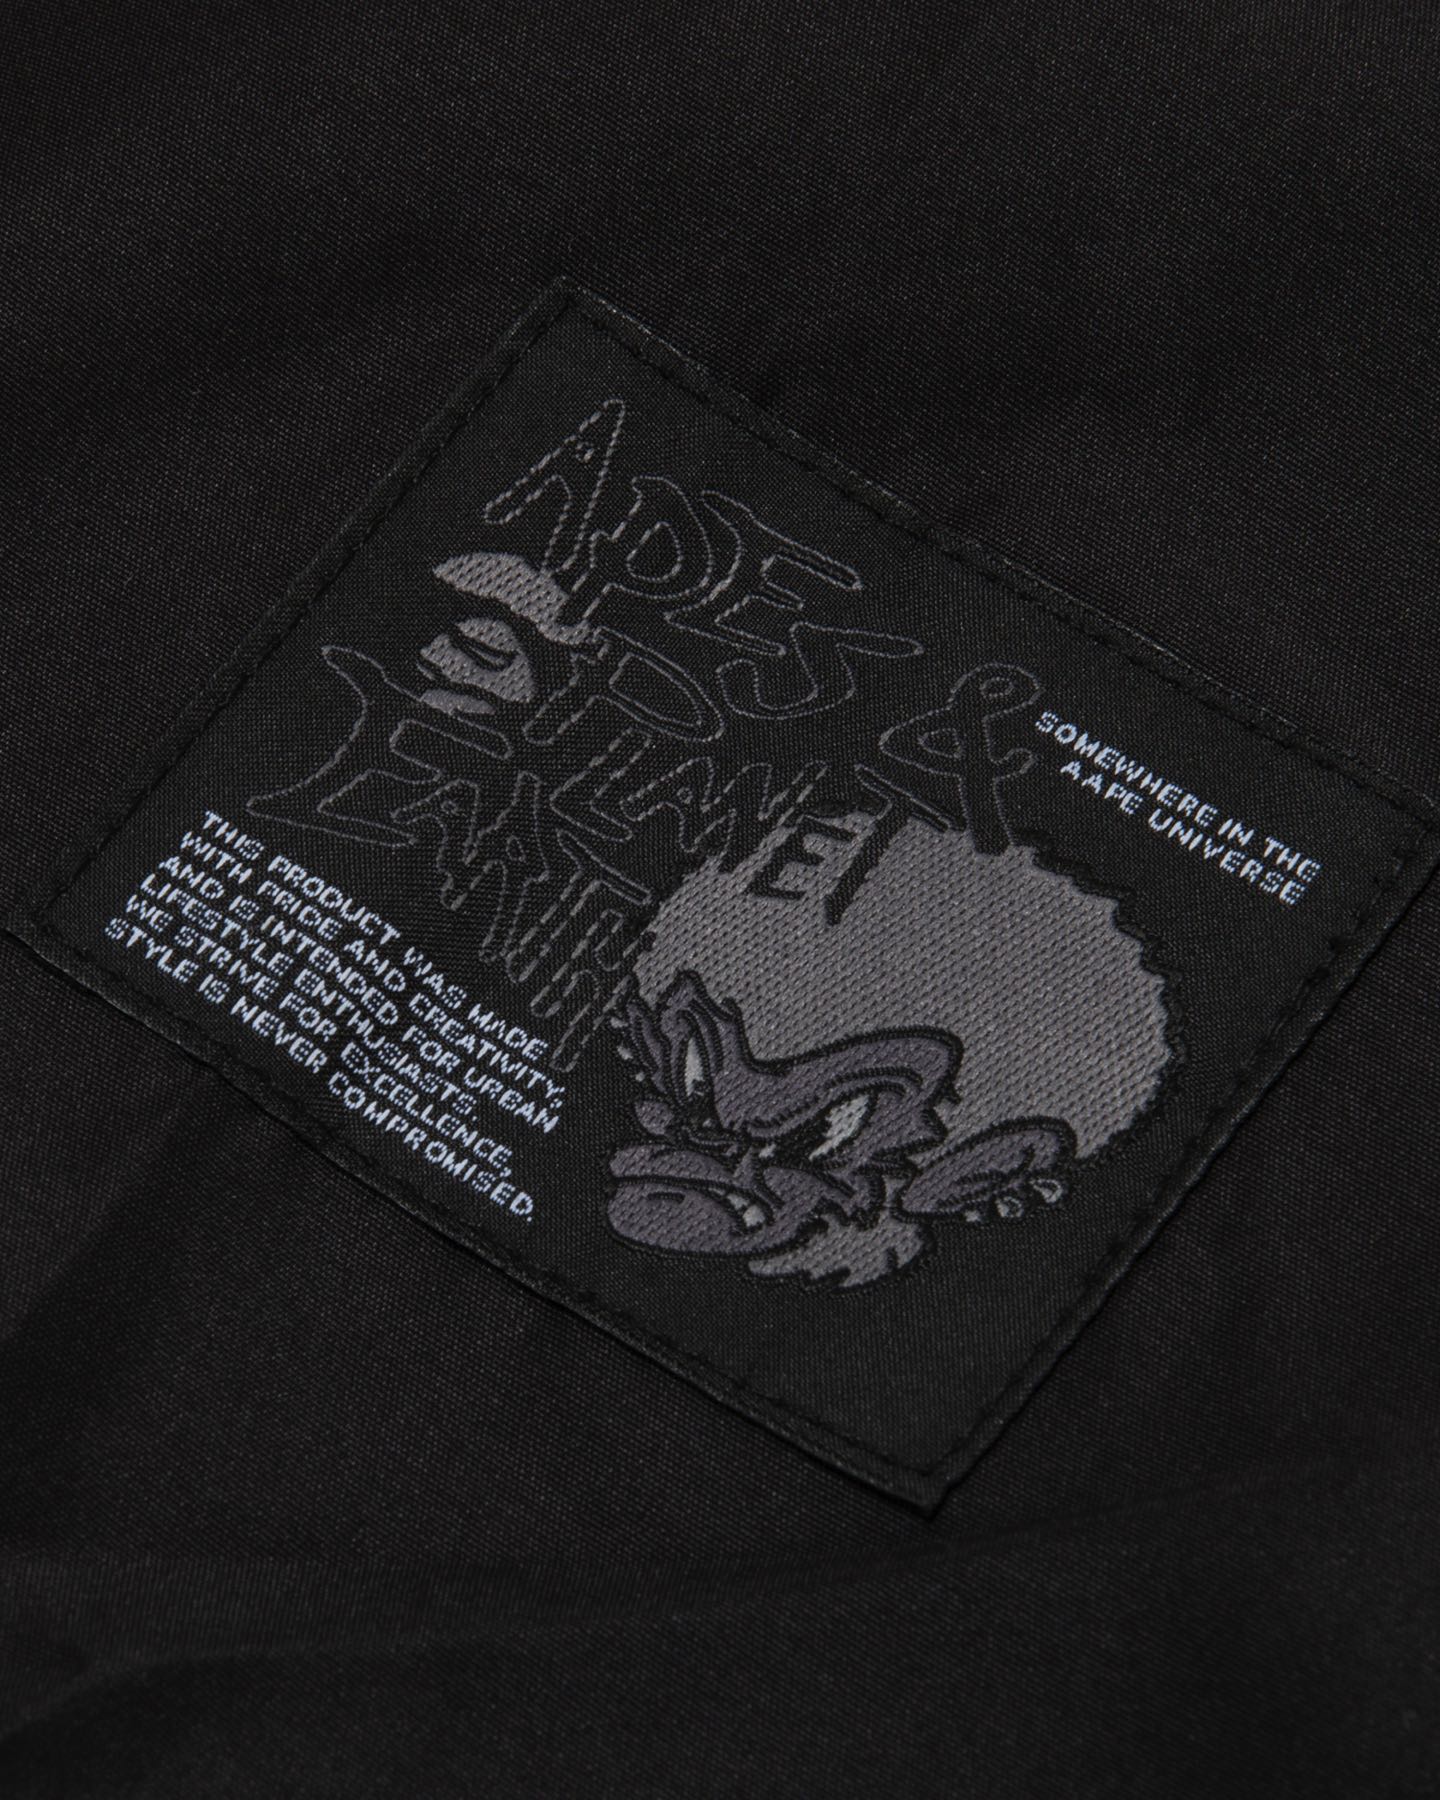 APES &
PLANET
EARTH
SOMEWHERE IN THE
AAPE UNIVERSE
THIS PRODUCT WAS MADE
WITH PRIDE AND CREATIVITY,
AND IS INTENDED FOR URBAN
LIFESTYLE ENTHUSIASTS.
WE STRIVE FOR EXCELLENCE,
STYLE IS NEVER COMPROMISED.